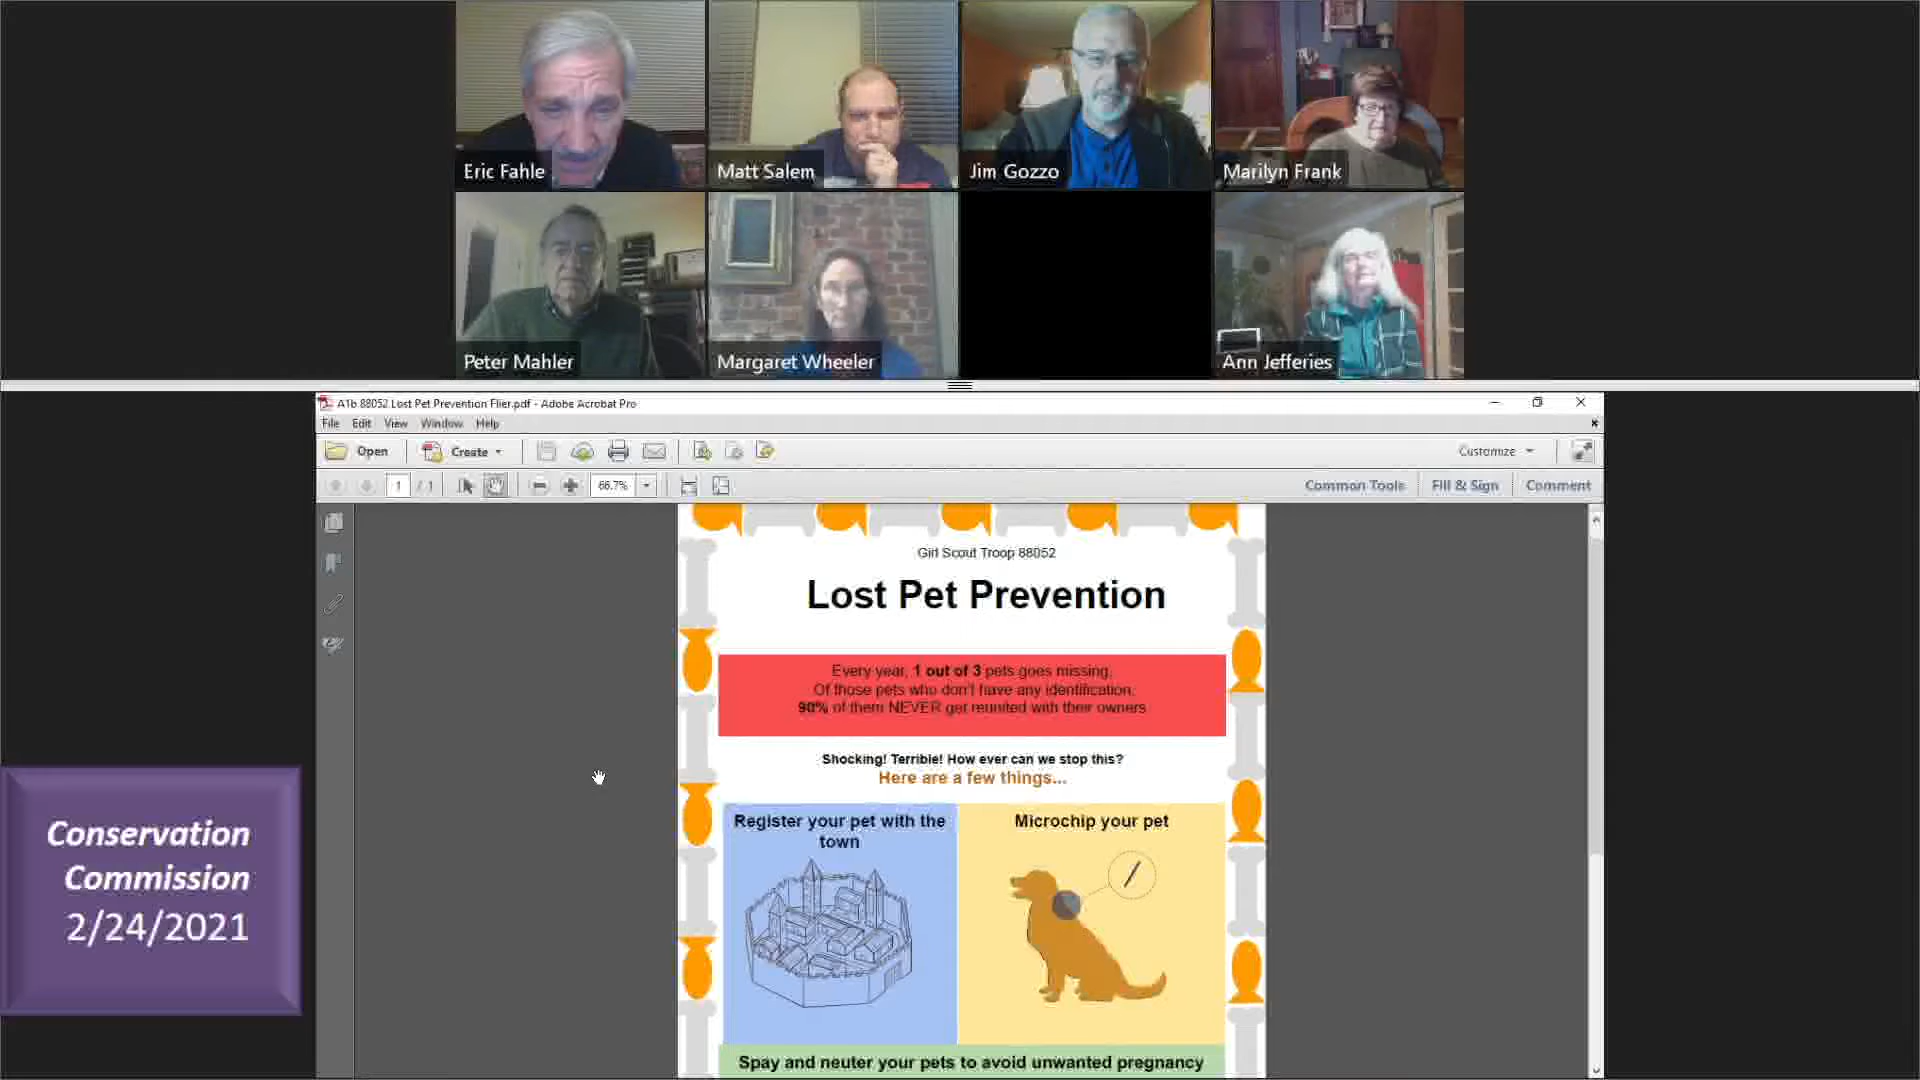 Eric Fahle
Matt Salem
Jim Gozzo
Marilyn Frank
Peter Mahler
Margaret Wheeler
Ann Jefferies
A1b 88052 Lost Pet Prevention Flier.pdf - Adobe Acrobat Pro
File Edit View Window Help
Open Create Customize
1 / 1 66.7% Common Tools Fill & Sign Comment
Girl Scout Troop 88052
Lost Pet Prevention
Every year, 1 out of 3 pets goes missing.
Of those pets who don't have any identification,
90% of them NEVER get reunited with their owners
Shocking! Terrible! How ever can we stop this?
Here are a few things...
Register your pet with the
town
Microchip your pet
Spay and neuter your pets to avoid unwanted pregnancy
Conservation
Commission
2/24/2021